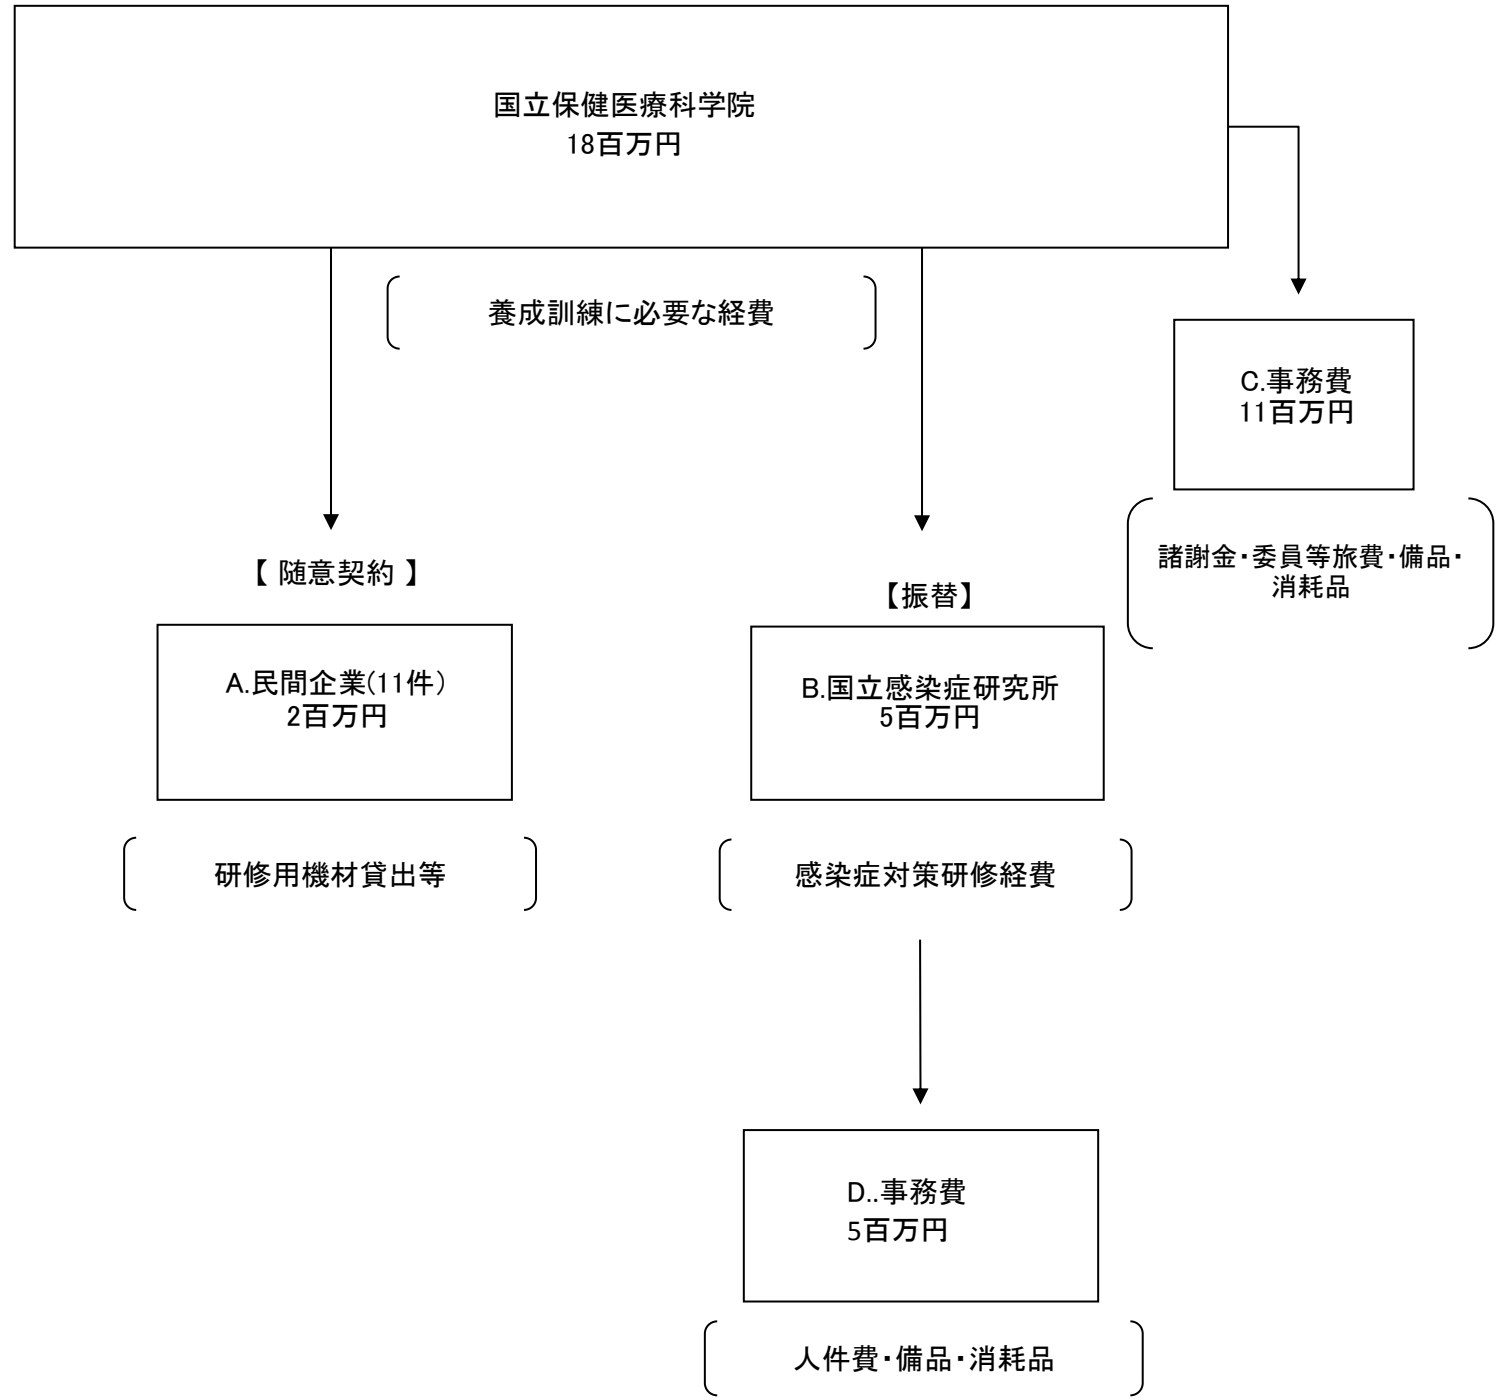 国立保健医療科学院
18百万円
養成訓練に必要な経費
C.事務費
11百万円
諸謝金・委員等旅費・備品・
消耗品
【 随意契約 】
【振替】
A.民間企業(11件)
2百万円
B.国立感染症研究所
5百万円
研修用機材貸出等
感染症対策研修経費
D..事務費
5百万円
人件費・備品・消耗品